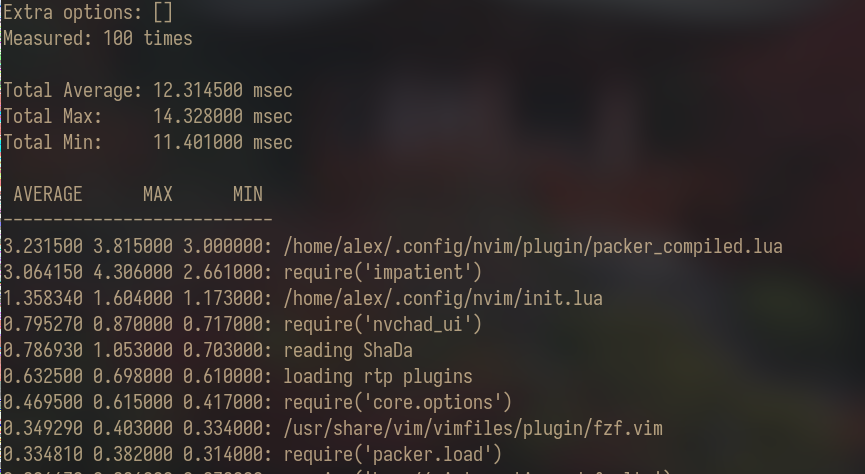 Extra options: []
Measured: 100 times
Total Average: 12.314500 msec
Total Max: 14.328000 msec
Total Min: 11.401000 msec
AVERAGE MAX MIN
---------------------------
3.231500 3.815000 3.000000: /home/alex/.config/nvim/plugin/packer_compiled.lua
3.064150 4.306000 2.661000: require('impatient')
1.358340 1.604000 1.173000: /home/alex/.config/nvim/init.lua
0.795270 0.870000 0.717000: require('nvchad_ui')
0.786930 1.053000 0.703000: reading ShaDa
0.632500 0.698000 0.610000: loading rtp plugins
0.469500 0.615000 0.417000: require('core.options')
0.349290 0.403000 0.334000: /usr/share/vim/vimfiles/plugin/fzf.vim
0.334810 0.382000 0.314000: require('packer.load')